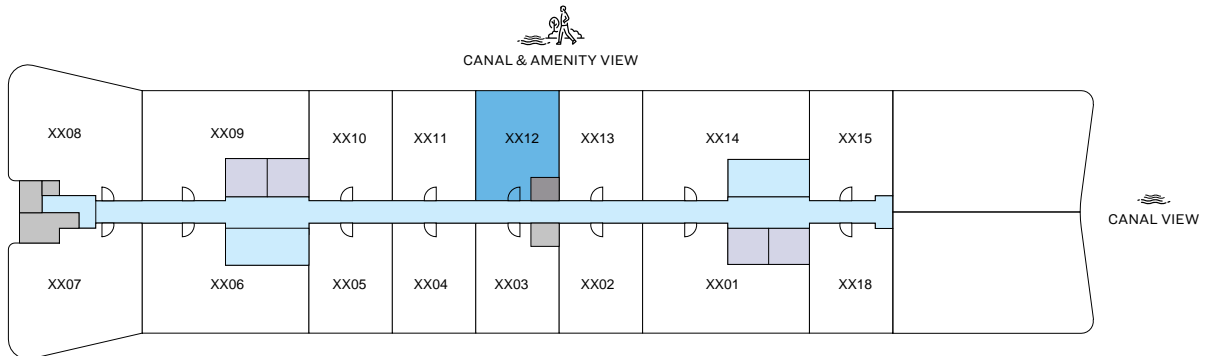 CANAL & AMENITY VIEW
XX08
XX09
XX10
XX11
XX12
XX13
XX14
XX15
CANAL VIEW
XX07
XX06
XX05
XX04
XX03
XX02
XX01
XX18